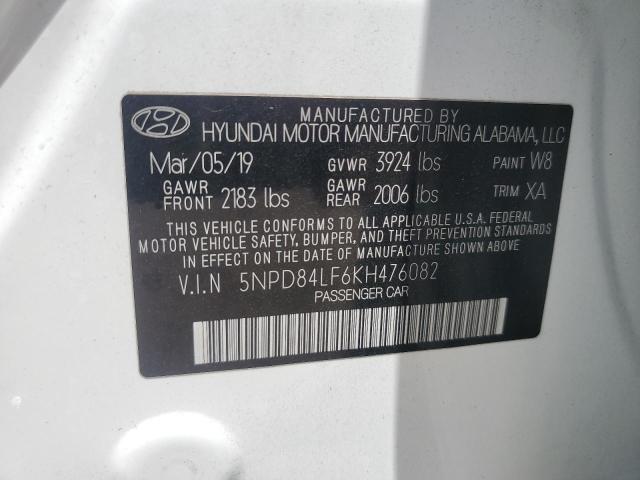 MANUFACTURED BY
HYUNDAI MOTOR MANUFACTURING ALABAMA, LLC
Mar/05/19 GVWR 3924 lbs PAINT W8
GAWR FRONT 2183 lbs GAWR REAR 2006 lbs TRIM XA
THIS VEHICLE CONFORMS TO ALL APPLICABLE U.S.A. FEDERAL
MOTOR VEHICLE SAFETY, BUMPER, AND THEFT PREVENTION
STANDARDS IN EFFECT ON THE DATE OF MANUFACTURE SHOWN ABOVE.
V.I.N 5NPD84LF6KH476082
PASSENGER CAR